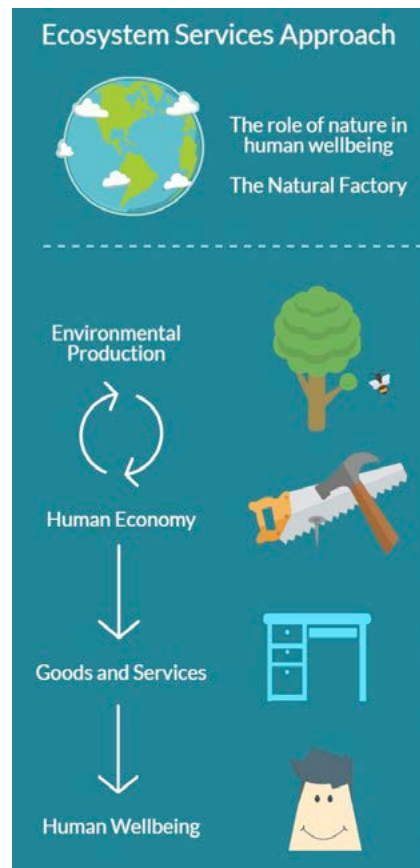 Ecosystem Services Approach
The role of nature in
human wellbeing
The Natural Factory
Environmental
Production
Human Economy
Goods and Services
Human Wellbeing